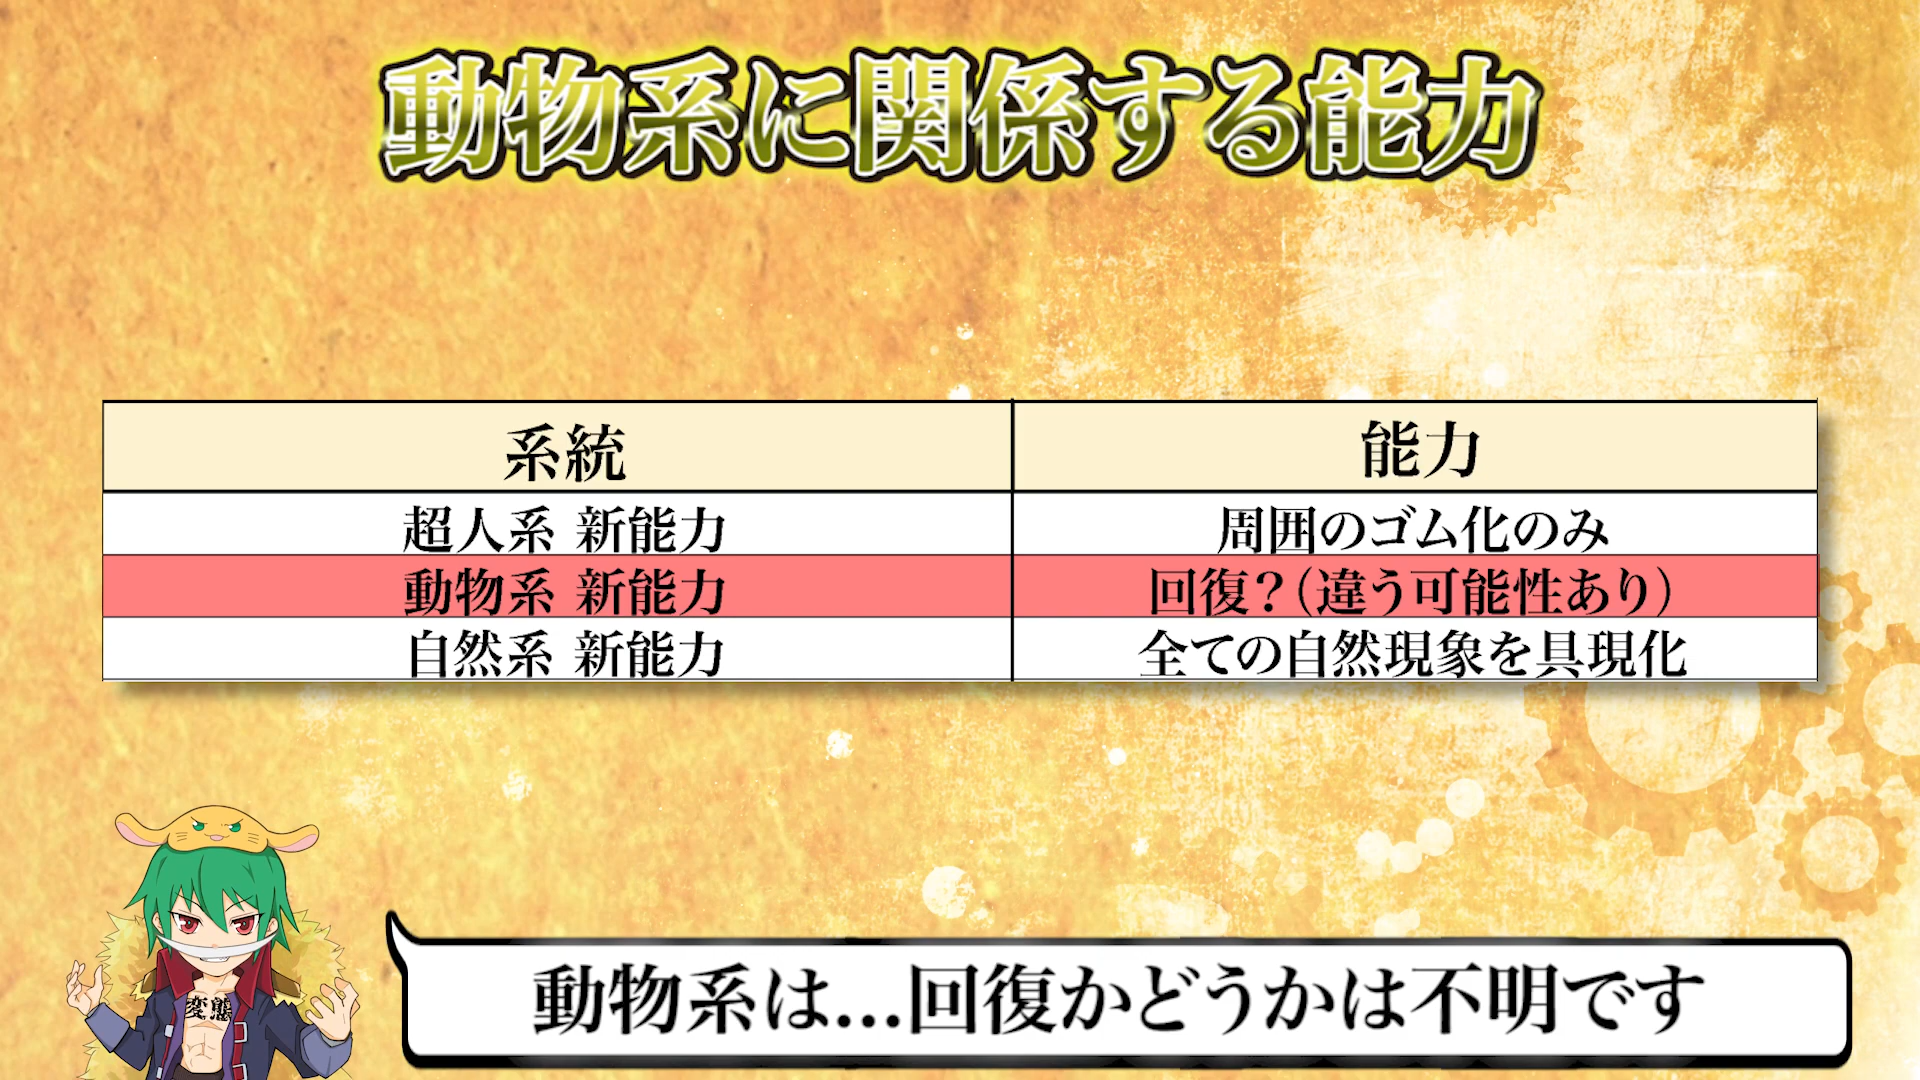 動物系に関係する能力
系統 能力
超人系 新能力 周囲のゴム化のみ
動物系 新能力 回復？(違う可能性あり)
自然系 新能力 全ての自然現象を具現化
変態
動物系は…回復かどうかは不明です